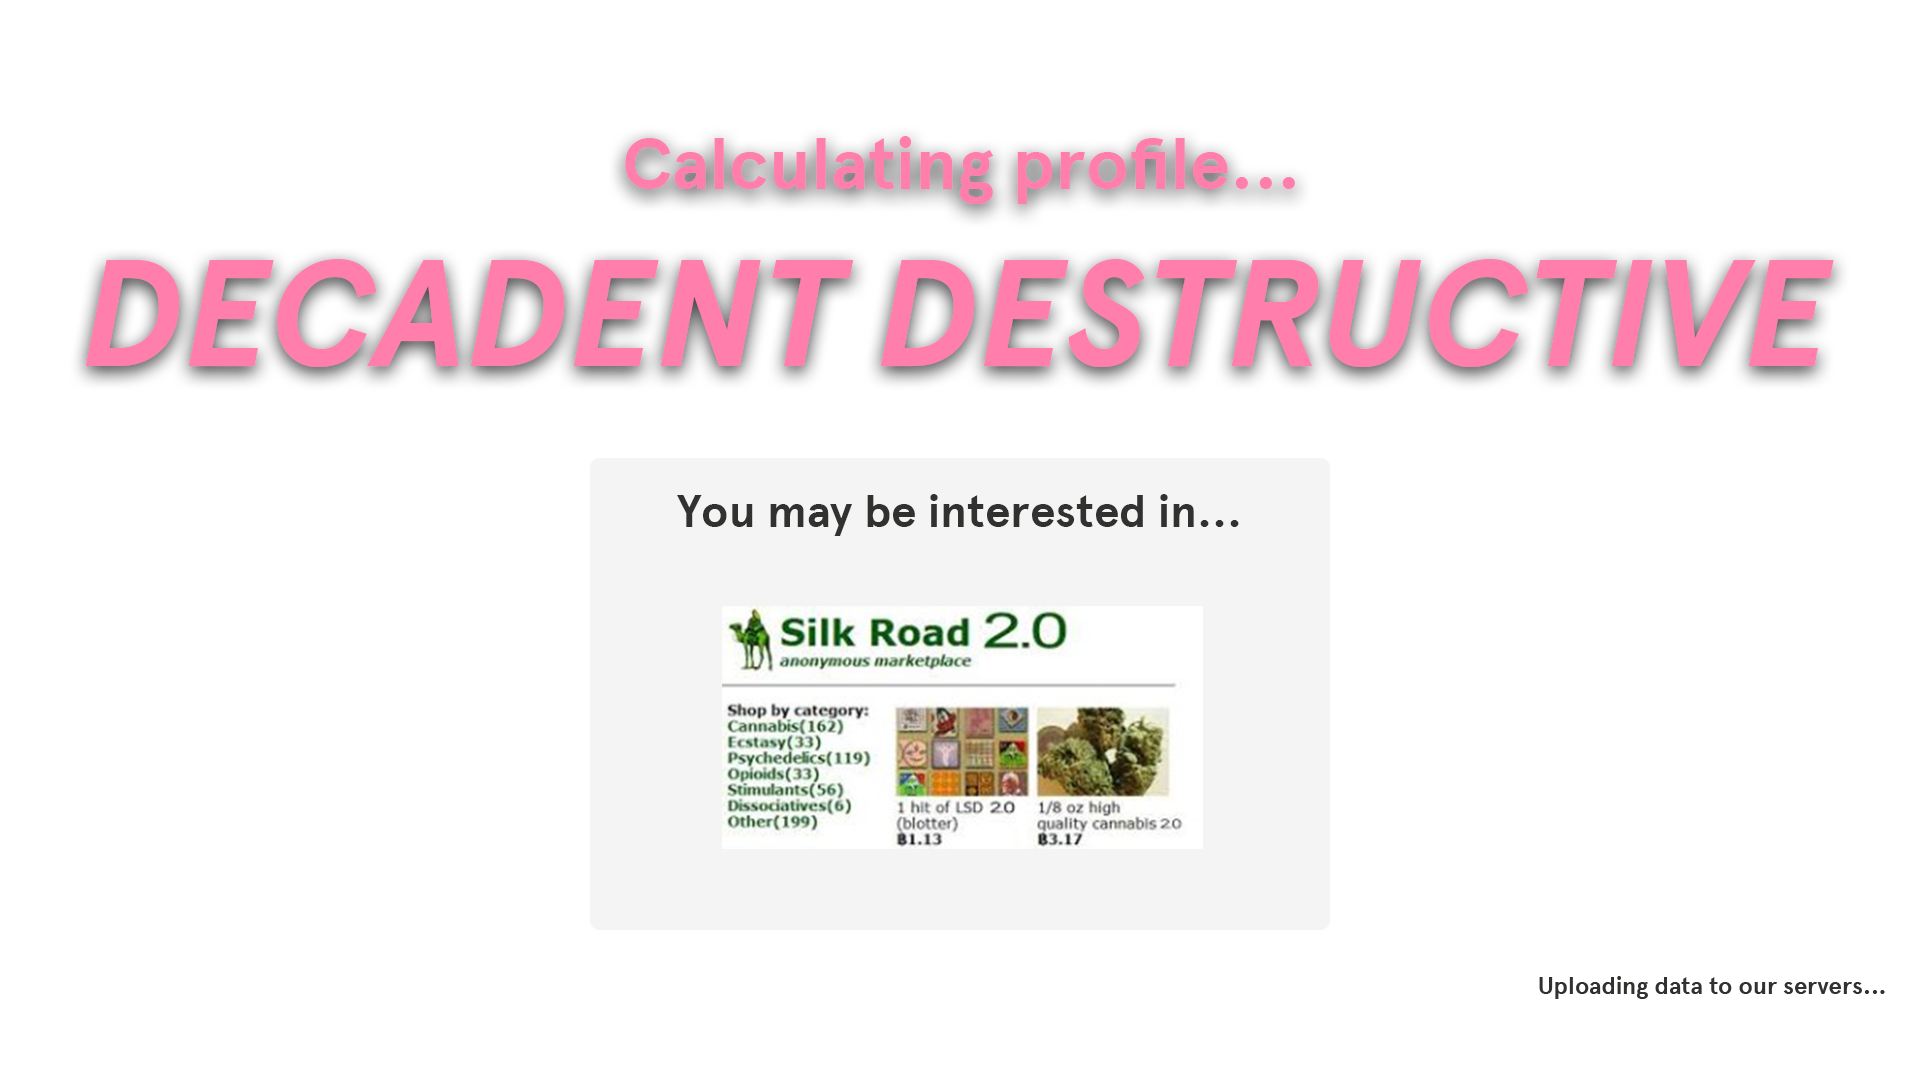 Calculating profile...
DECADENT DESTRUCTIVE
You may be interested in...
Silk Road 2.0
anonymous marketplace
Shop by category:
Cannabis(162)
Ecstasy(33)
Psychedelics(119)
Opioids(33)
Stimulants(56)
Dissociatives(6)
Other(199)
1 hit of LSD 2.0
(blotter)
฿1.13
1/8 oz high
quality cannabis 2.0
฿3.17
Uploading data to our servers...